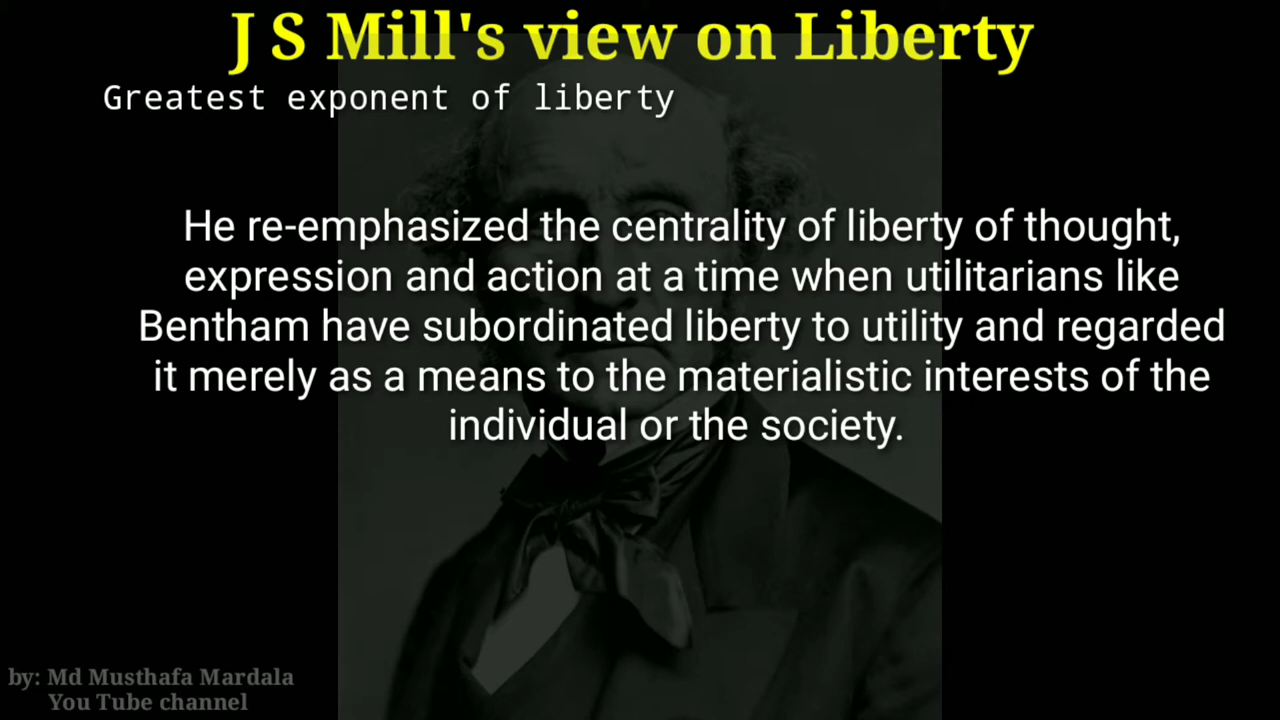 J S Mill's view on Liberty
Greatest exponent of liberty
He re-emphasized the centrality of liberty of thought,
expression and action at a time when utilitarians like
Bentham have subordinated liberty to utility and regarded
it merely as a means to the materialistic interests of the
individual or the society.
by: Md Musthafa Mardala
You Tube channel